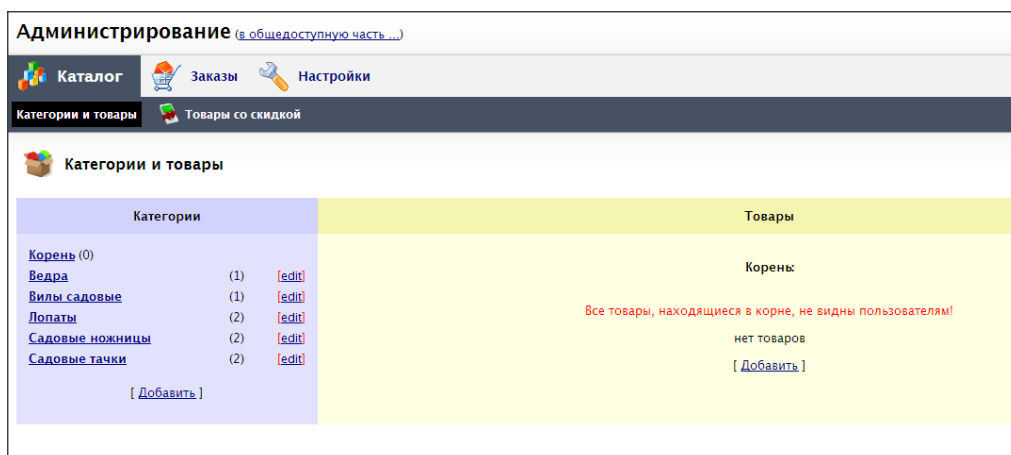 Администрирование (в общедоступную часть ...)
Каталог Заказы Настройки
Категории и товары Товары со скидкой
Категории и товары
Категории Товары
Корень (0)
Ведра (1) [edit]
Вилы садовые (1) [edit]
Лопаты (2) [edit]
Садовые ножницы (2) [edit]
Садовые тачки (2) [edit]
[ Добавить ]
Корень:
Все товары, находящиеся в корне, не видны пользователям!
нет товаров
[ Добавить ]